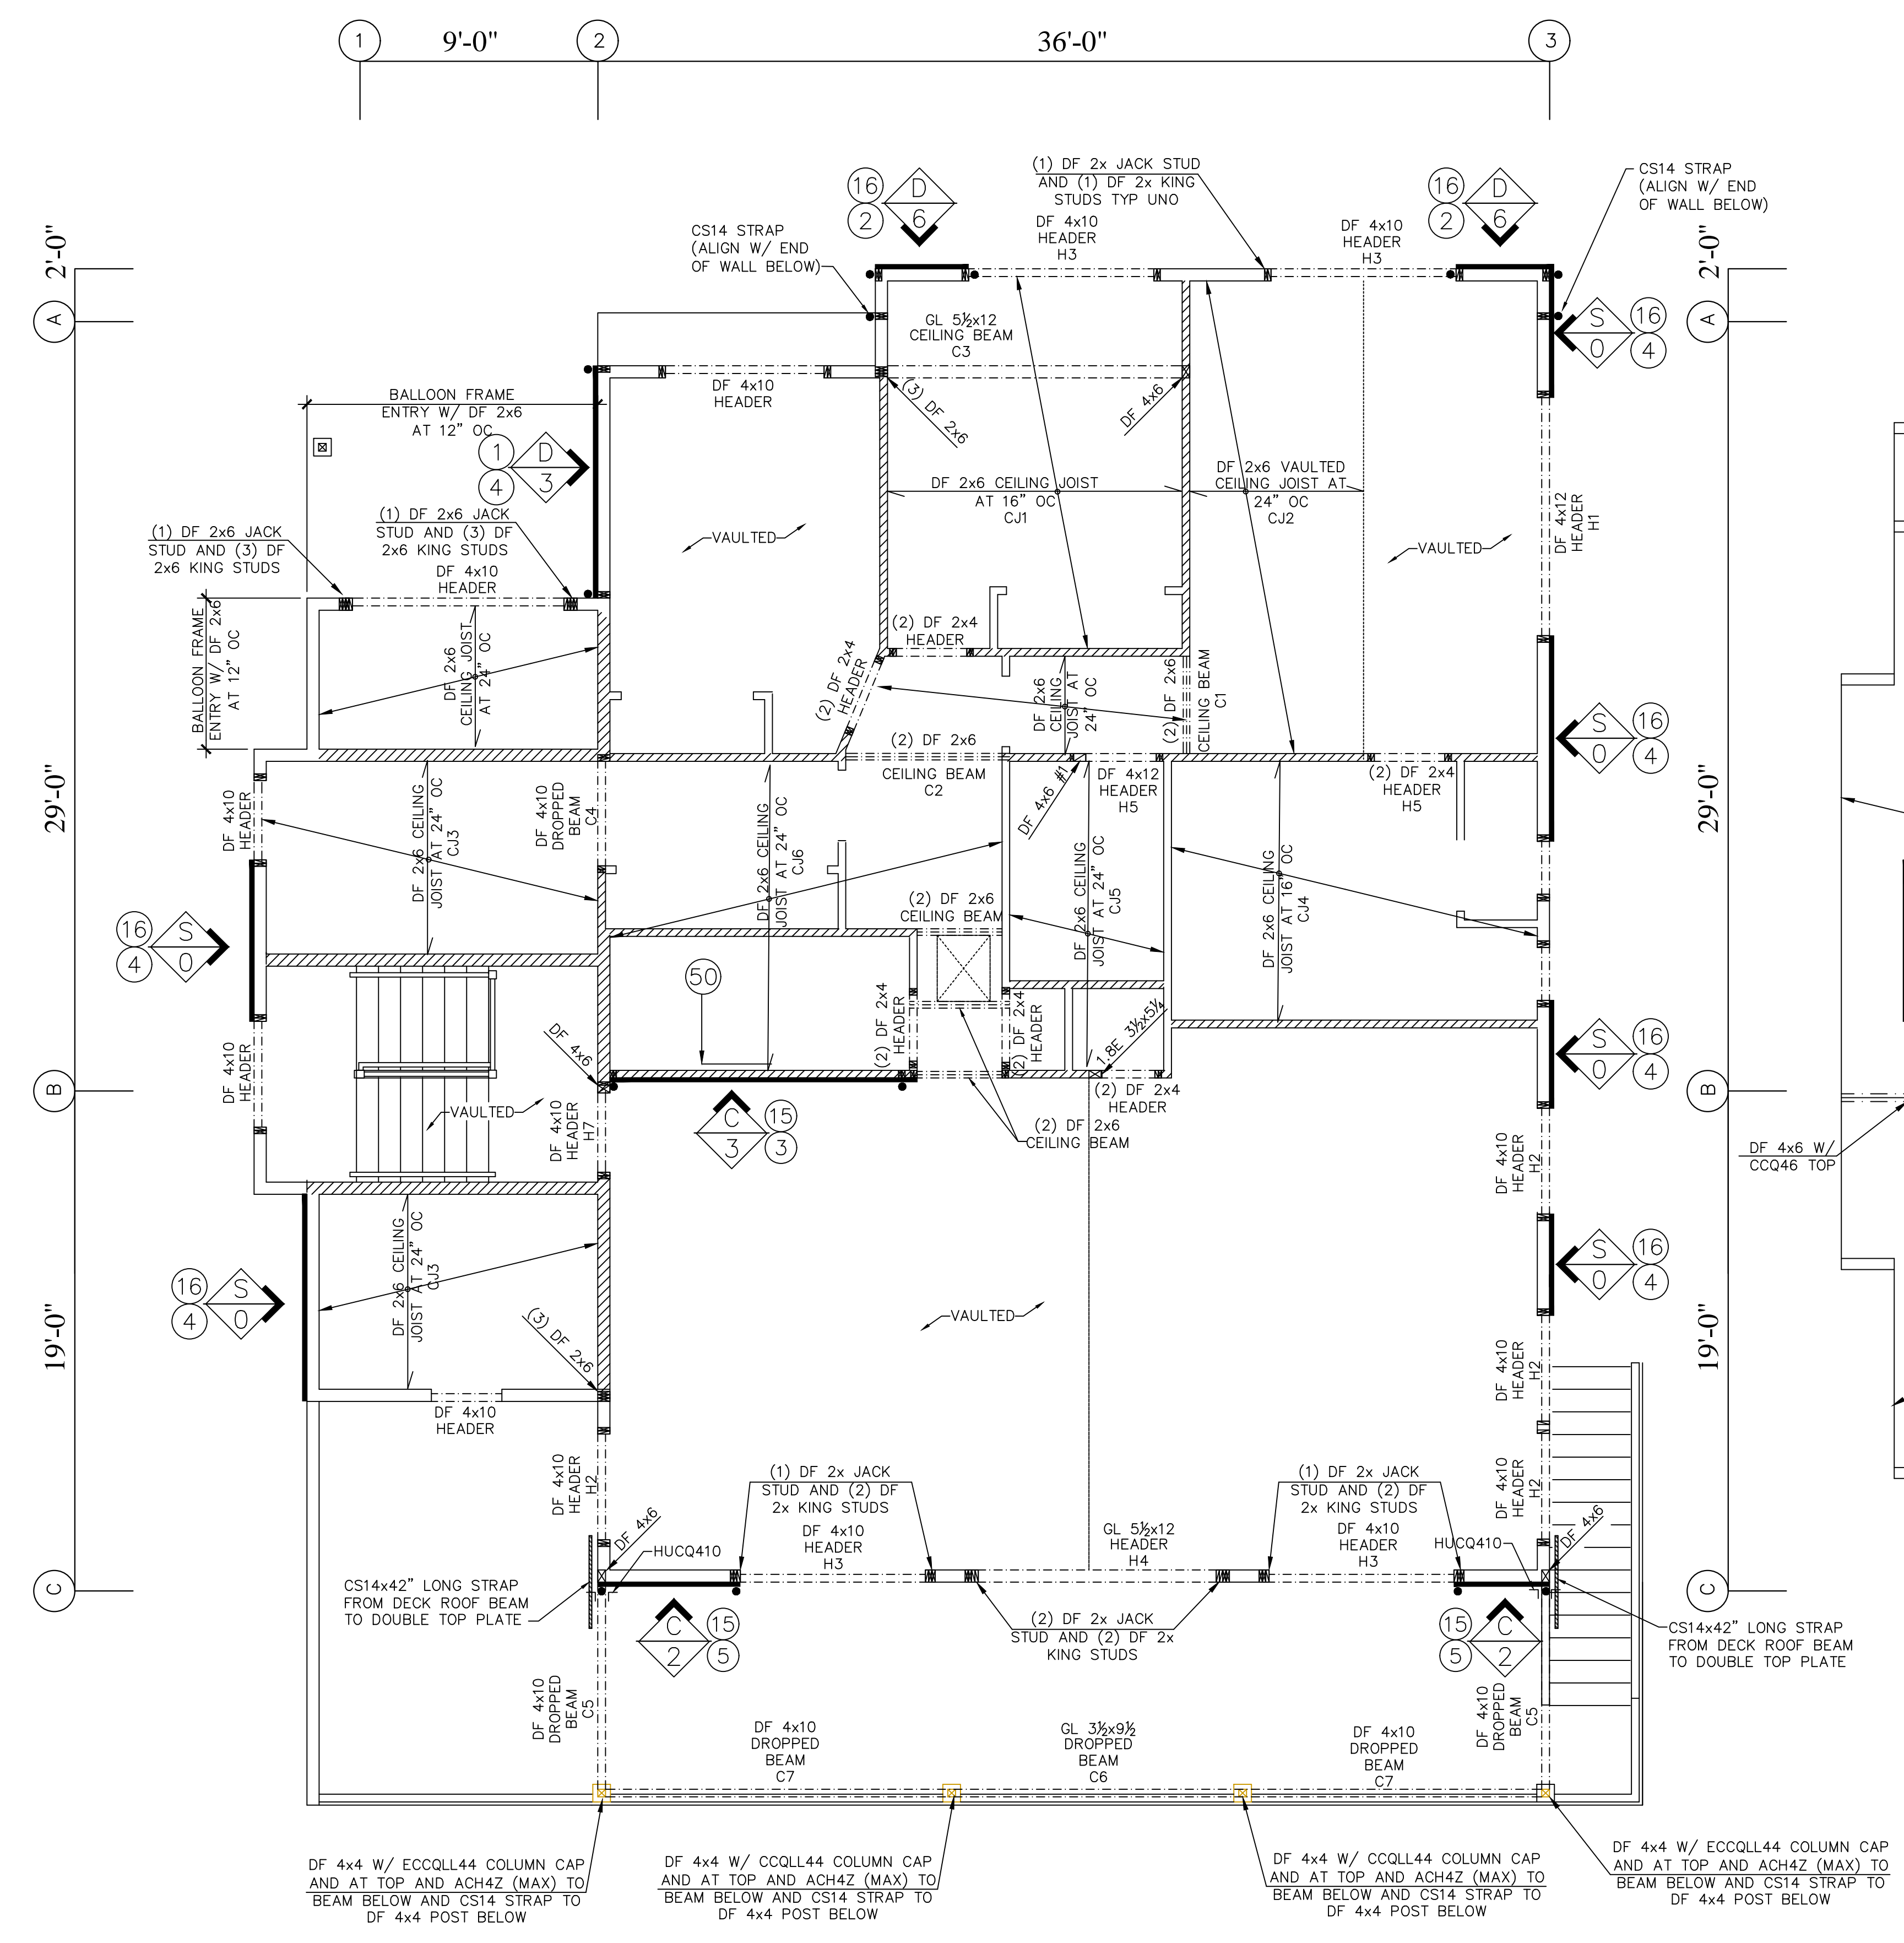 1
9'-0"
2
36'-0"
3
2'-0"
A
29'-0"
B
19'-0"
C
2'-0"
A
29'-0"
B
19'-0"
C
16
2
D
6
(1) DF 2x JACK STUD
AND (1) DF 2x KING
STUDS TYP UNO
DF 4x10
HEADER
H3
16
2
D
6
DF 4x10
HEADER
H3
CS14 STRAP
(ALIGN W/ END
OF WALL BELOW)
CS14 STRAP
(ALIGN W/ END
OF WALL BELOW)
S
0
16
4
GL 5½x12
CEILING BEAM
C3
DF 4x10
HEADER
(3) DF 2x6
DF 4x6
BALLOON FRAME
ENTRY W/ DF 2x6
AT 12" OC
1
4
D
3
DF 2x6 CEILING JOIST
AT 16" OC
CJ1
DF 2x6 VAULTED
CEILING JOIST AT
24" OC
CJ2
DF 4x12
HEADER
H1
VAULTED
VAULTED
(1) DF 2x6 JACK
STUD AND (3) DF
2x6 KING STUDS
(1) DF 2x6 JACK
STUD AND (3) DF
2x6 KING STUDS
DF 4x10
HEADER
BALLOON FRAME
ENTRY W/ DF 2x6
AT 12" OC
DF 2x6
CEILING JOIST
AT 24" OC
(2) DF 2x4
HEADER
(2) DF 2x4
HEADER
DF 2x6
CEILING
JOIST AT
24" OC
(2) DF 2x6
CEILING BEAM
C1
S
0
16
4
(2) DF 2x6
CEILING BEAM
C2
DF 4x6 #1
DF 4x12
HEADER
H5
(2) DF 2x4
HEADER
H5
DF 4x10
HEADER
DF 2x6 CEILING
JOIST AT 24" OC
CJ3
DF 4x10
DROPPED
BEAM
C4
DF 2x6 CEILING
JOIST AT 24" OC
CJ6
DF 2x6 CEILING
JOIST AT 24" OC
CJ5
DF 2x6 CEILING
JOIST AT 16" OC
CJ4
16
4
S
0
(2) DF 2x6
CEILING BEAM
50
(2) DF 2x4
HEADER
(2) DF 2x4
HEADER
1.8E 3½x5¼
DF 4x10
HEADER
DF 4x6
VAULTED
DF 4x10
HEADER
H7
C
3
15
3
(2) DF 2x4
HEADER
(2) DF 2x6
CEILING BEAM
S
0
16
4
DF 4x10
HEADER
H2
DF 4x6 W/
CCQ46 TOP
DF 2x6 CEILING
JOIST AT 24" OC
CJ3
16
4
S
0
S
0
16
4
VAULTED
(3) DF 2x6
DF 4x10
HEADER
DF 4x10
HEADER
H2
DF 4x10
HEADER
H2
DF 4x10
HEADER
H2
(1) DF 2x JACK
STUD AND (2) DF
2x KING STUDS
(1) DF 2x JACK
STUD AND (2) DF
2x KING STUDS
DF 4x6
HUCQ410
DF 4x10
HEADER
H3
GL 5½x12
HEADER
H4
DF 4x10
HEADER
H3
HUCQ410
DF 4x6
CS14x42" LONG STRAP
FROM DECK ROOF BEAM
TO DOUBLE TOP PLATE
C
2
15
5
(2) DF 2x JACK
STUD AND (2) DF 2x
KING STUDS
15
5
C
2
CS14x42" LONG STRAP
FROM DECK ROOF BEAM
TO DOUBLE TOP PLATE
DF 4x10
DROPPED
BEAM
C5
DF 4x10
DROPPED
BEAM
C7
GL 3½x9½
DROPPED
BEAM
C6
DF 4x10
DROPPED
BEAM
C7
DF 4x10
DROPPED
BEAM
C5
DF 4x4 W/ ECCQLL44 COLUMN CAP
AND AT TOP AND ACH4Z (MAX) TO
BEAM BELOW AND CS14 STRAP TO
DF 4x4 POST BELOW
DF 4x4 W/ CCQLL44 COLUMN CAP
AND AT TOP AND ACH4Z (MAX) TO
BEAM BELOW AND CS14 STRAP TO
DF 4x4 POST BELOW
DF 4x4 W/ CCQLL44 COLUMN CAP
AND AT TOP AND ACH4Z (MAX) TO
BEAM BELOW AND CS14 STRAP TO
DF 4x4 POST BELOW
DF 4x4 W/ ECCQLL44 COLUMN CAP
AND AT TOP AND ACH4Z (MAX) TO
BEAM BELOW AND CS14 STRAP TO
DF 4x4 POST BELOW